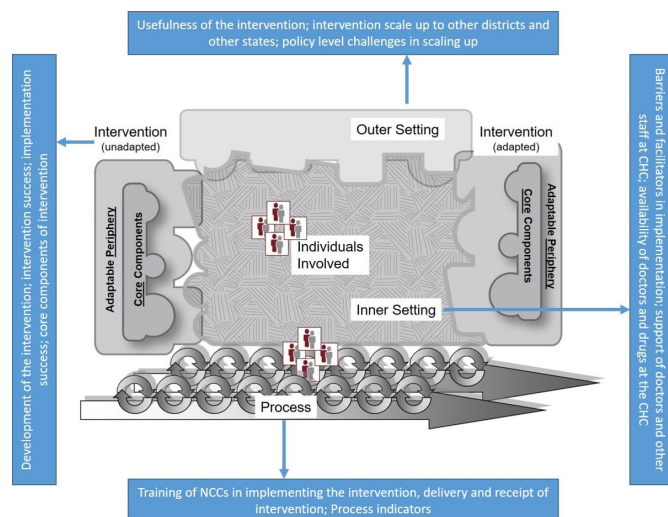 Usefulness of the intervention; intervention scale up to other districts and
other states; policy level challenges in scaling up
Development of the intervention; intervention success; implementation
success; core components of intervention
Intervention
(unadapted)
Adaptable Periphery
Core Components
Outer Setting
Individuals
Involved
Inner Setting
Process
Intervention
(adapted)
Core Components
Adaptable Periphery
Barriers and facilitators in implementation; support of doctors and other
staff at CHC; availability of doctors and drugs at the CHC
Training of NCCs in implementing the intervention, delivery and receipt of
intervention; Process indicators